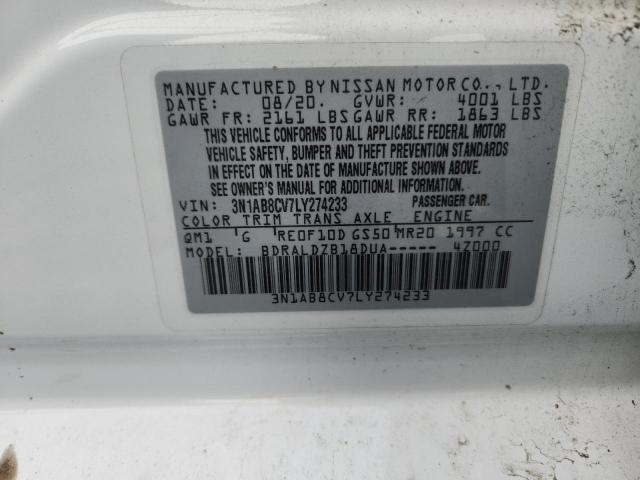 MANUFACTURED BY NISSAN MOTOR CO., LTD.
DATE: 08/20. GVWR: 4001 LBS
GAWR FR: 2161 LBS GAWR RR: 1863 LBS
THIS VEHICLE CONFORMS TO ALL APPLICABLE FEDERAL MOTOR
VEHICLE SAFETY, BUMPER AND THEFT PREVENTION STANDARDS
IN EFFECT ON THE DATE OF MANUFACTURE SHOWN ABOVE.
SEE OWNER'S MANUAL FOR ADDITIONAL INFORMATION.
VIN: 3N1AB8CV7LY274233 PASSENGER CAR.
COLOR TRIM TRANS AXLE ENGINE
QM1 G RE0F10D GS50 MR20 1997 CC
MODEL: BDRALDZB18DUA----- 4Z000
3N1AB8CV7LY274233